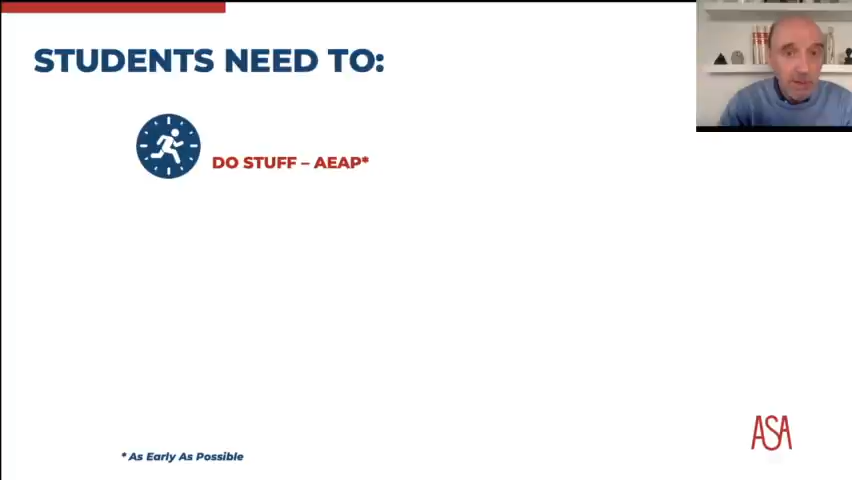 STUDENTS NEED TO:
DO STUFF – AEAP*
ASA
* As Early As Possible